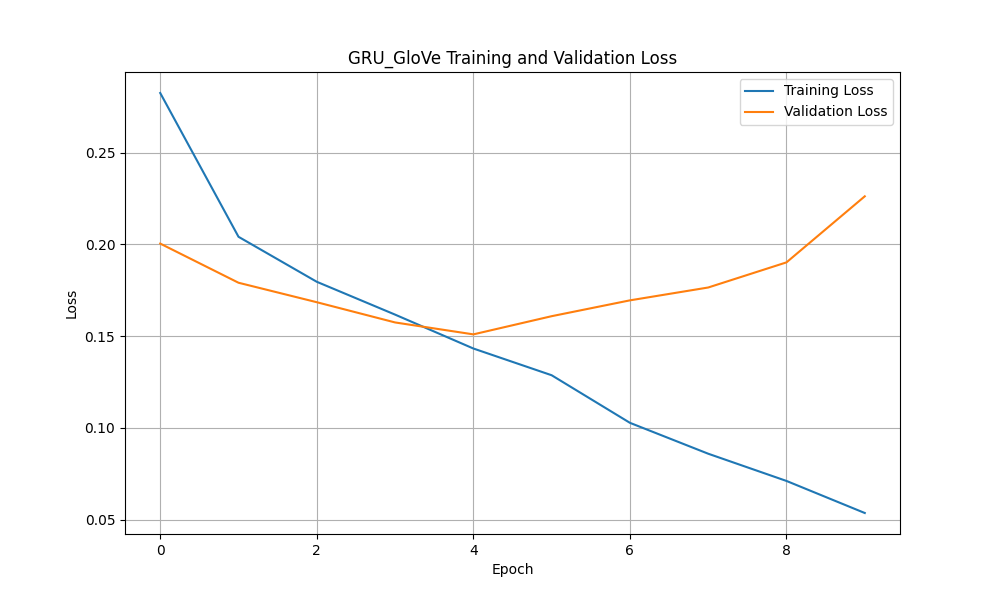 GRU_GloVe Training and Validation Loss
Training Loss
Validation Loss
0.25
0.20
0.15
0.10
0.05
Loss
0 2 4 6 8
Epoch